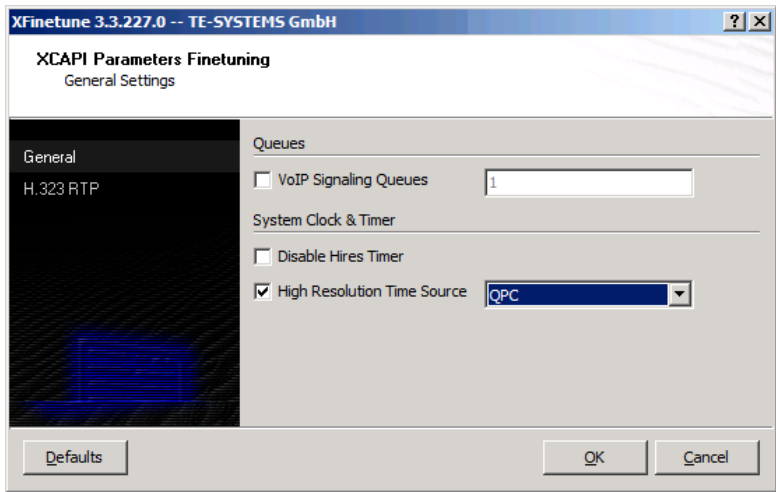 XFinetune 3.3.227.0 -- TE-SYSTEMS GmbH
XCAPI Parameters Finetuning
General Settings
General
H.323 RTP
Queues
VoIP Signaling Queues
1
System Clock & Timer
Disable Hires Timer
High Resolution Time Source
QPC
Defaults
OK
Cancel